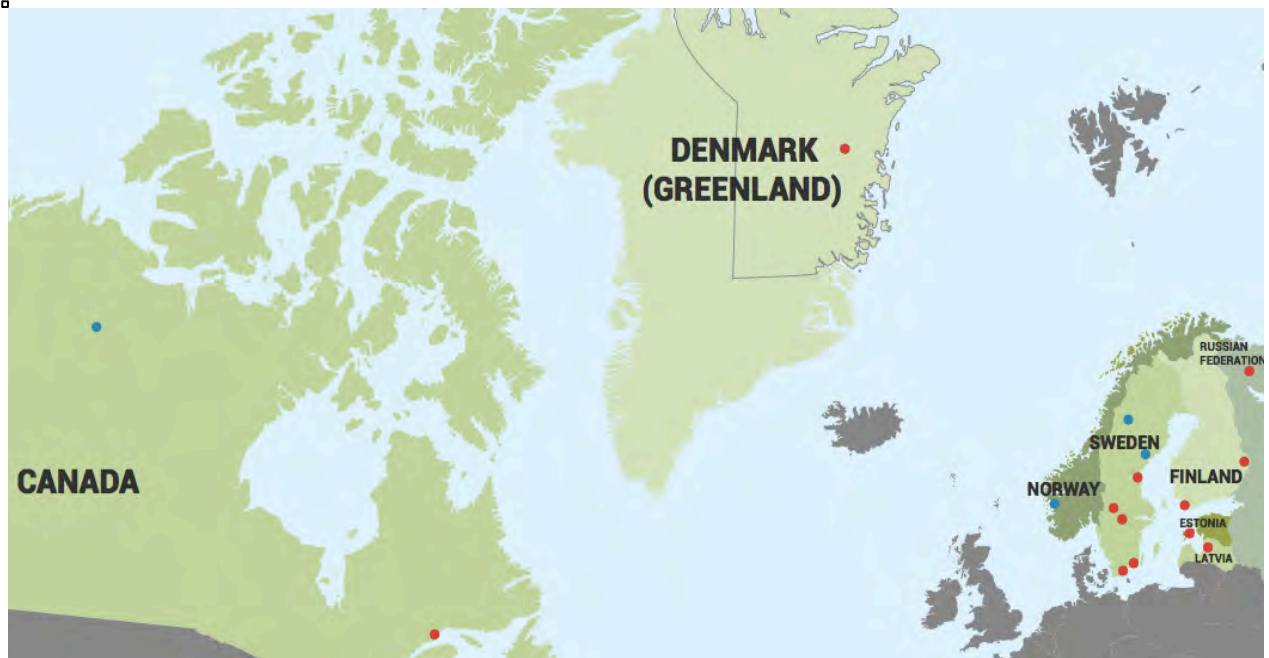 DENMARK
(GREENLAND)
RUSSIAN
FEDERATION
SWEDEN
CANADA
FINLAND
NORWAY
ESTONIA
LATVIA